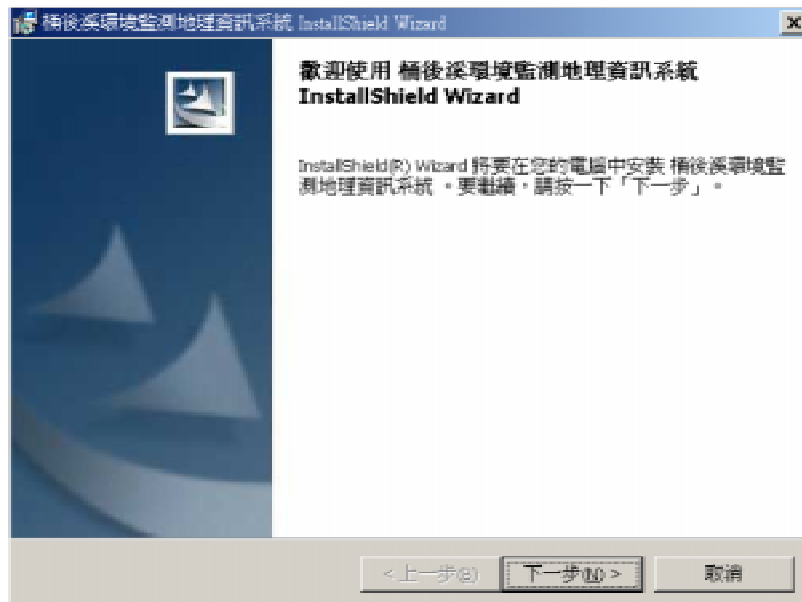 桶後溪環境監測地理資訊系統 InstallShield Wizard
歡迎使用 桶後溪環境監測地理資訊系統
InstallShield Wizard
InstallShield(R) Wizard 將要在您的電腦中安裝 桶後溪環境監
測地理資訊系統 。要繼續，請按一下「下一步」。
<上一步(B) 下一步(N) > 取消